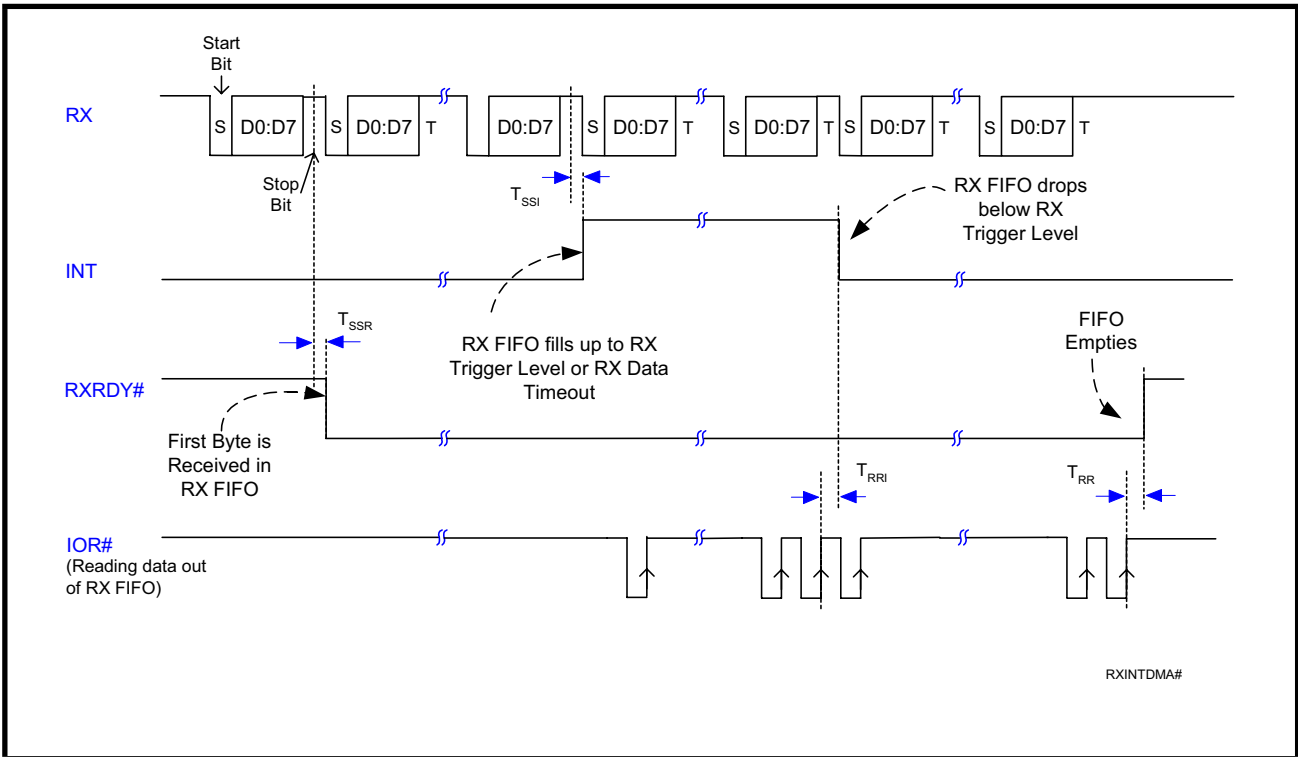 Start
Bit
RX
S
D0:D7
S
D0:D7
T
D0:D7
S
D0:D7
T
S
D0:D7
T
S
D0:D7
T
S
D0:D7
T
Stop
Bit
TSSI
RX FIFO drops
below RX
Trigger Level
INT
TSSR
RX FIFO fills up to RX
Trigger Level or RX Data
Timeout
FIFO
Empties
RXRDY#
First Byte is
Received in
RX FIFO
TRRI
TRR
IOR#
(Reading data out
of RX FIFO)
RXINTDMA#